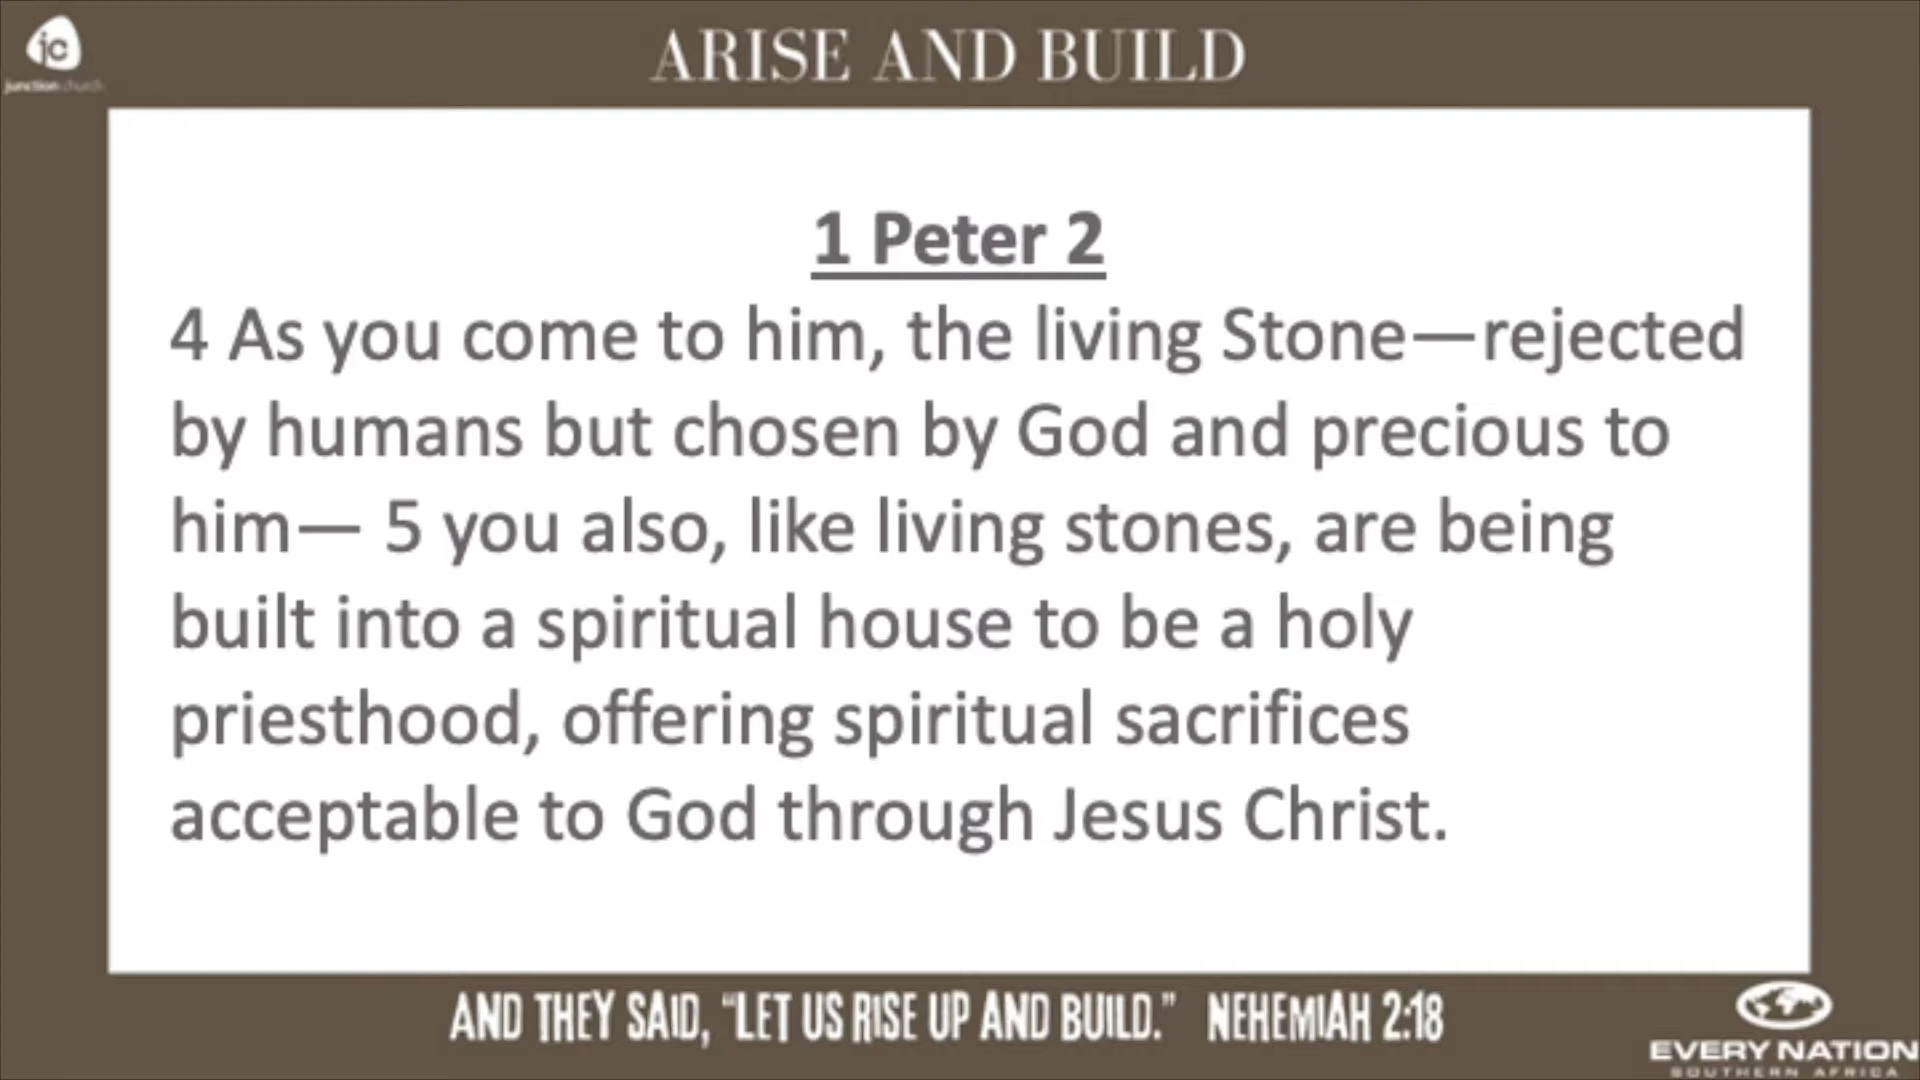 jc
junction church
ARISE AND BUILD
1 Peter 2
4 As you come to him, the living Stone—rejected
by humans but chosen by God and precious to
him— 5 you also, like living stones, are being
built into a spiritual house to be a holy
priesthood, offering spiritual sacrifices
acceptable to God through Jesus Christ.
AND THEY SAID, “LET US RISE UP AND BUILD.” NEHEMIAH 2:18
EVERY NATION
SOUTHERN AFRICA